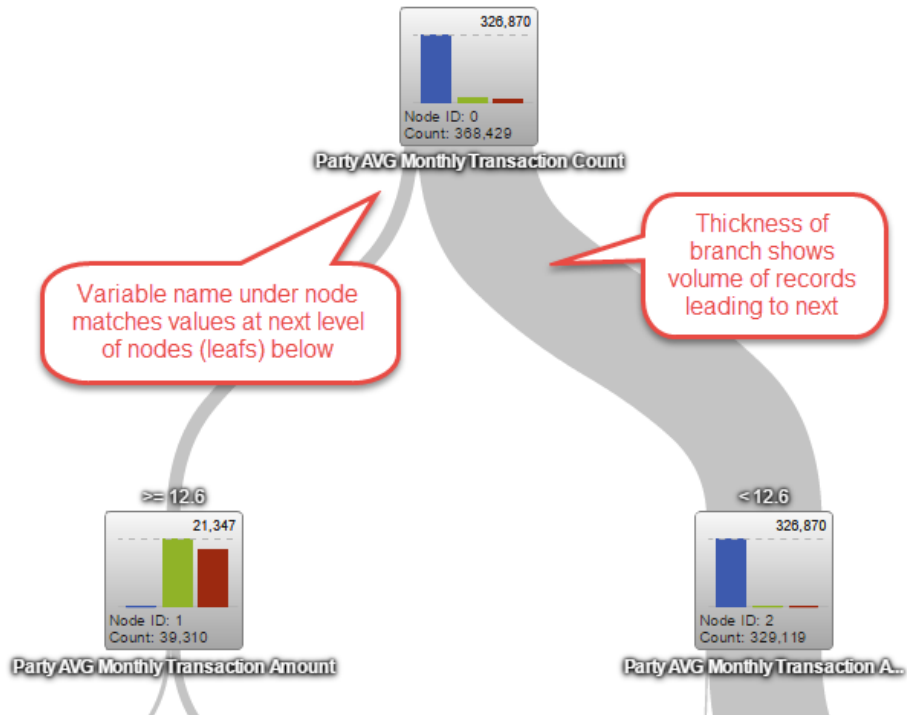 326,870
Node ID: 0
Count: 368,429
Party AVG Monthly Transaction Count
Thickness of
branch shows
volume of records
leading to next
Variable name under node
matches values at next level
of nodes (leafs) below
>= 12.6
21,347
Node ID: 1
Count: 39,310
Party AVG Monthly Transaction Amount
< 12.6
326,870
Node ID: 2
Count: 329,119
Party AVG Monthly Transaction A...